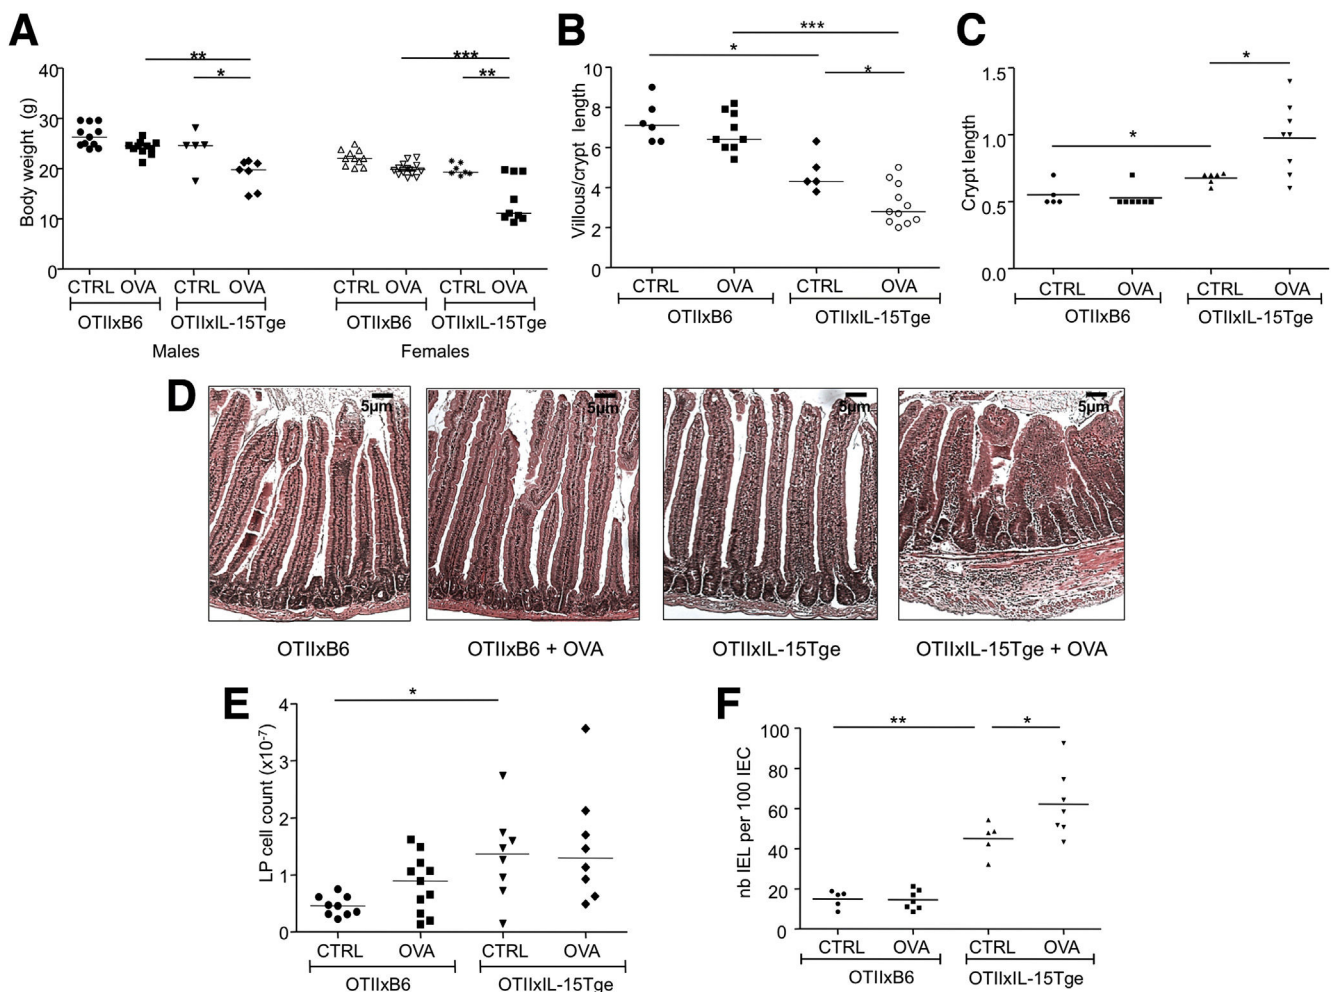 A
** *** 
* **
Body weight (g)
40
30
20
10
0
CTRL OVA CTRL OVA CTRL OVA CTRL OVA
OTIIxB6 OTIIxIL-15Tge OTIIxB6 OTIIxIL-15Tge
Males Females
B
***
*
*
Villous/crypt length
10
8
6
4
2
0
CTRL OVA CTRL OVA
OTIIxB6 OTIIxIL-15Tge
C
*
*
Crypt length
1.5
1.0
0.5
0.0
CTRL OVA CTRL OVA
OTIIxB6 OTIIxIL-15Tge
D
5µm 5µm 5µm 5µm
OTIIxB6 OTIIxB6 + OVA OTIIxIL-15Tge OTIIxIL-15Tge + OVA
E
*
LP cell count (x10-7)
4
3
2
1
0
CTRL OVA CTRL OVA
OTIIxB6 OTIIxIL-15Tge
F
** *
nb IEL per 100 IEC
100
80
60
40
20
0
CTRL OVA CTRL OVA
OTIIxB6 OTIIxIL-15Tge